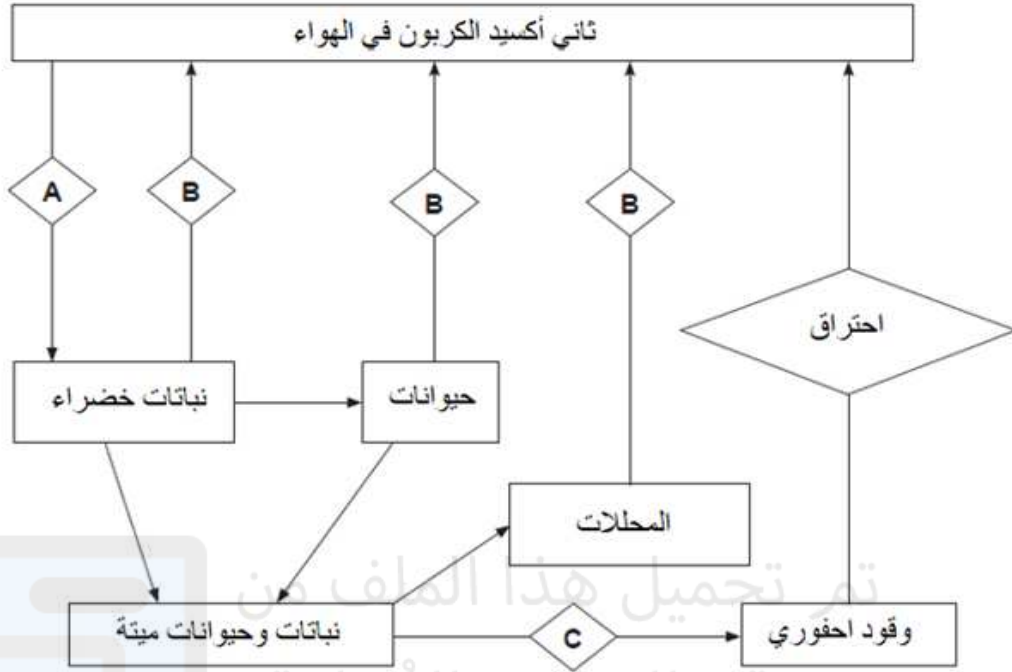 ثاني أكسيد الكربون في الهواء
A
B
B
B
احتراق
نباتات خضراء
حيوانات
المحللات
تم تحميل هذا الملف من
نباتات وحيوانات ميتة
C
وقود احفوري